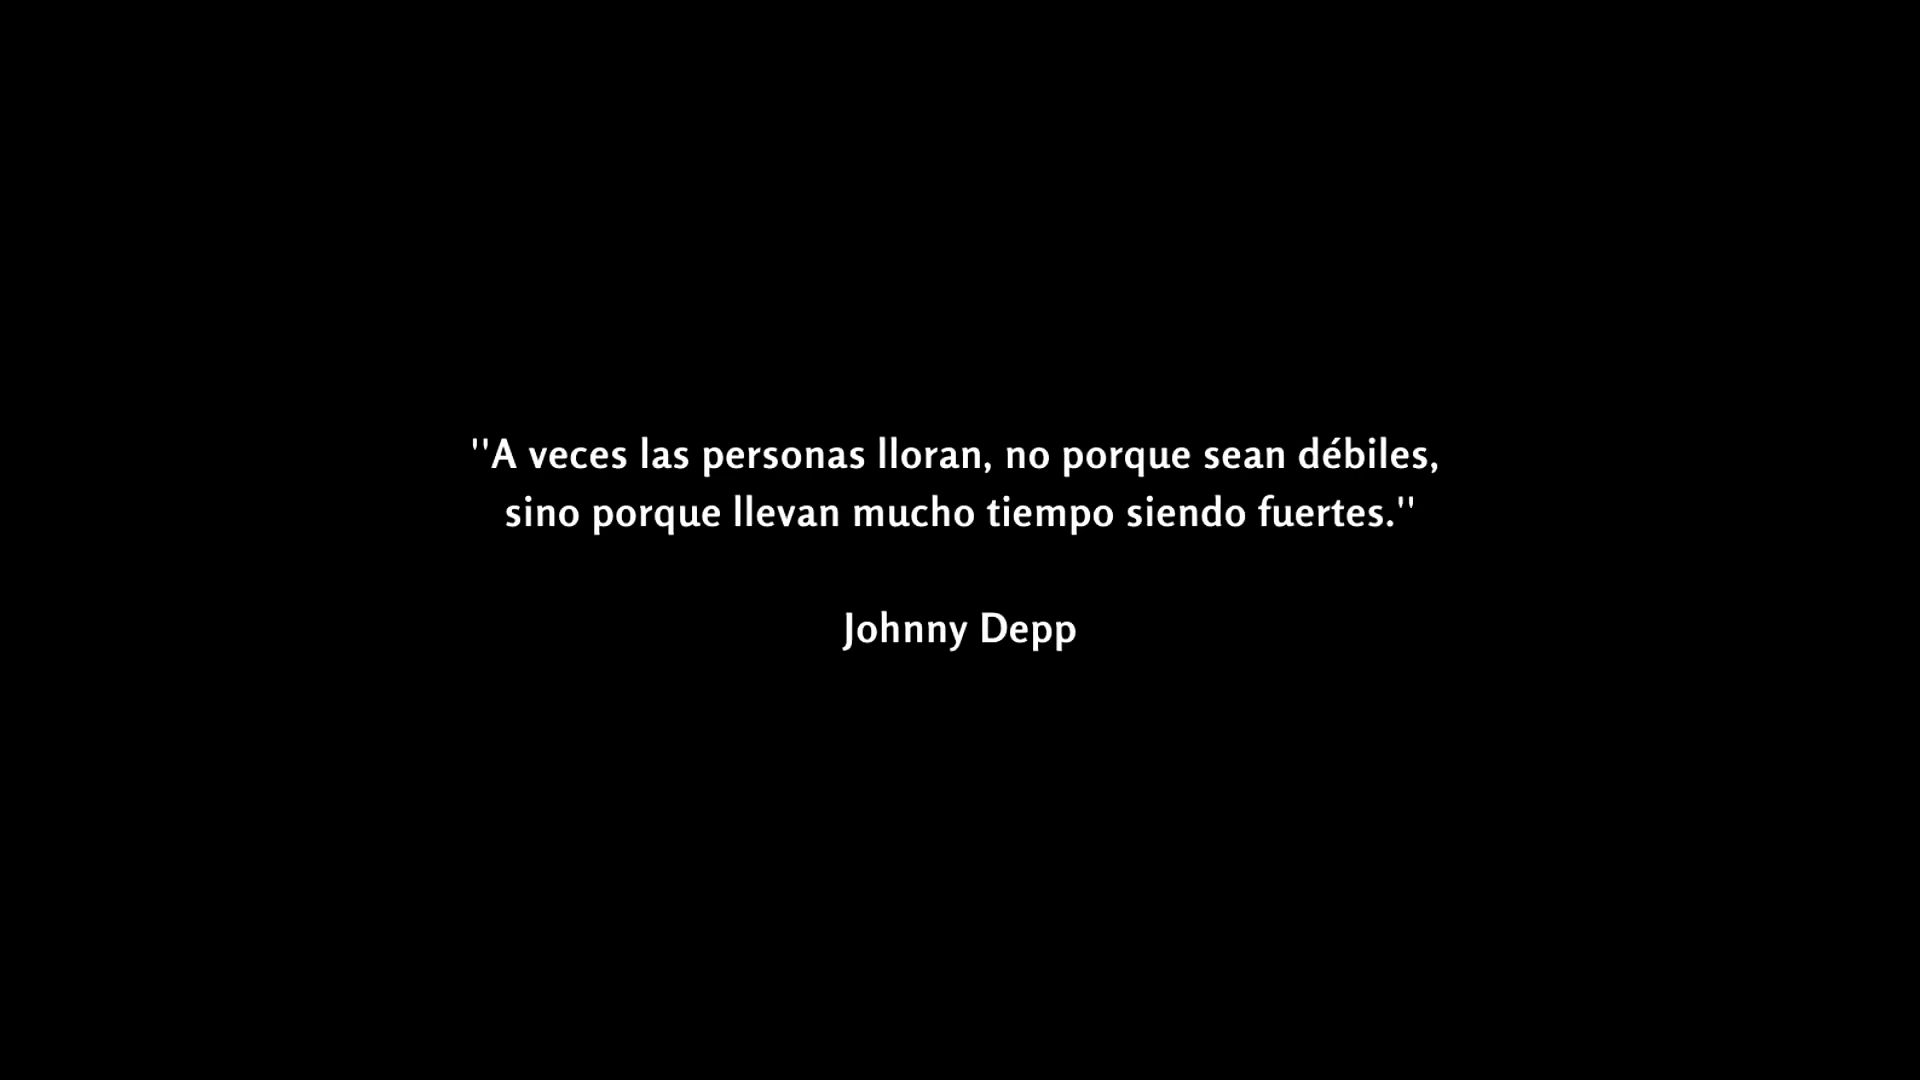 ''A veces las personas lloran, no porque sean débiles,
sino porque llevan mucho tiempo siendo fuertes.''
Johnny Depp